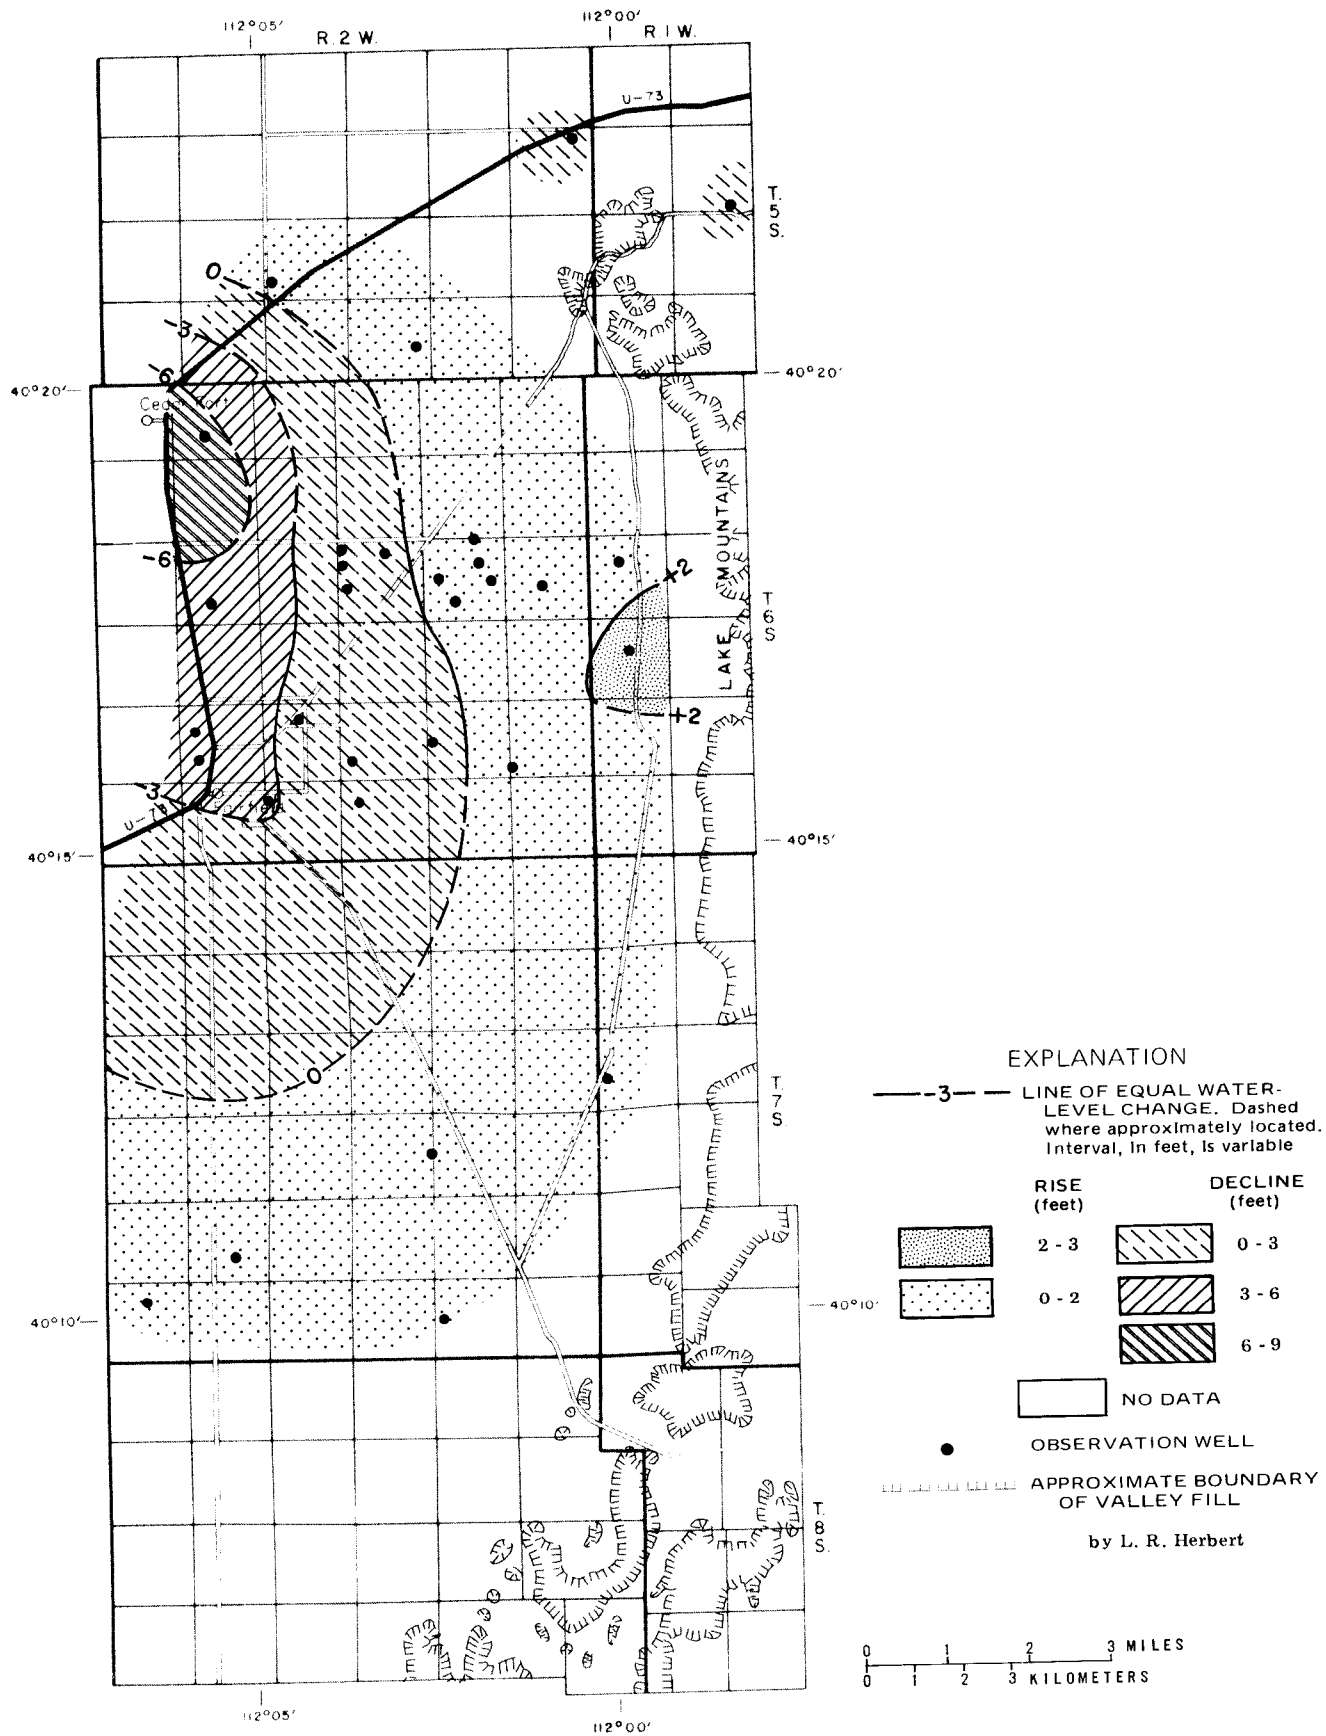 112°05'
R. 2 W.
112°00'
R. 1 W.
U-73
T.
5
S.
0
-3
-6
40°20'
40°20'
Cedar Fort
LAKE MOUNTAINS
-6
+2
T
6
S
+2
-3
U-73
Fairfield
40°15'
40°15'
0
T.
7
S.
40°10'
40°10'
T.
8
S.
112°05'
112°00'
EXPLANATION
-3
LINE OF EQUAL WATER-
LEVEL CHANGE. Dashed
where approximately located.
Interval, in feet, is variable
RISE
(feet)
DECLINE
(feet)
2 - 3
0 - 3
0 - 2
3 - 6
6 - 9
NO DATA
OBSERVATION WELL
APPROXIMATE BOUNDARY
OF VALLEY FILL
by L. R. Herbert
0 1 2 3 MILES
0 1 2 3 KILOMETERS